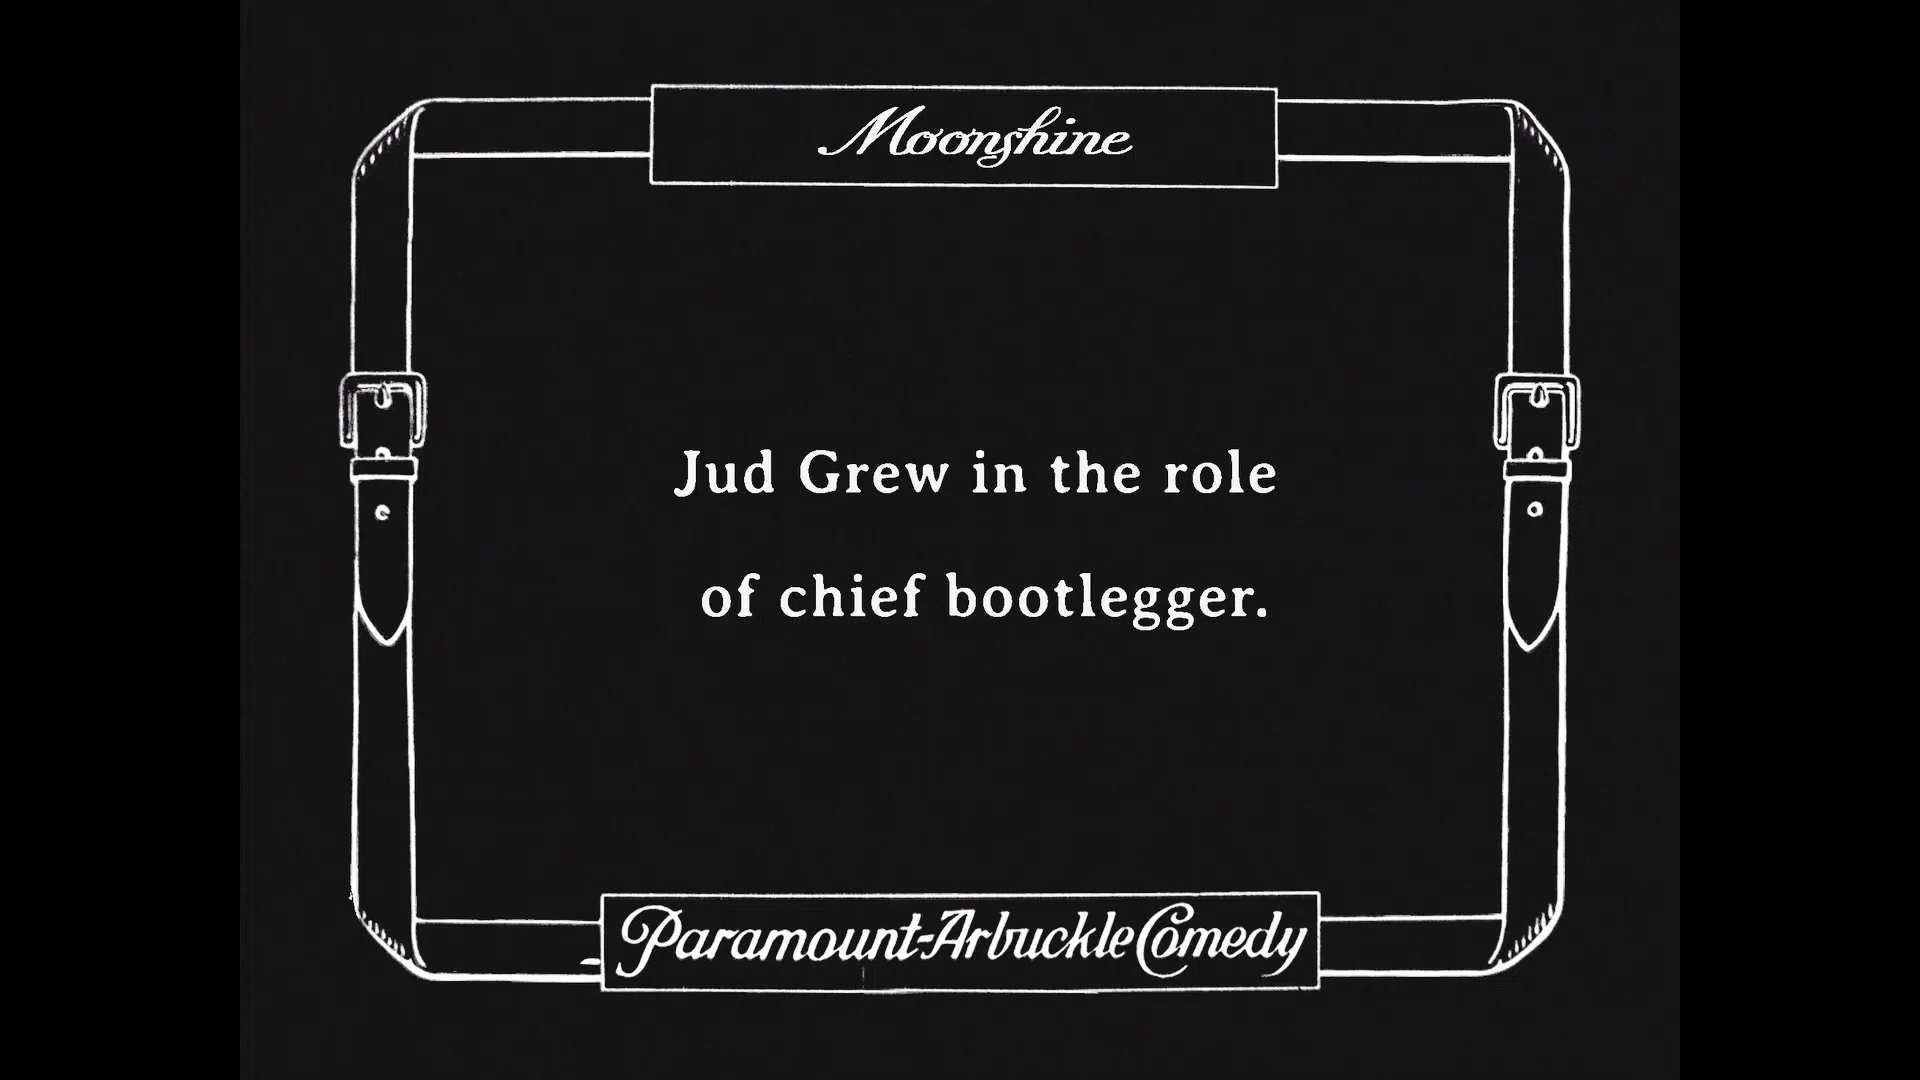 Moonshine
Jud Grew in the role
of chief bootlegger.
Paramount-Arbuckle Comedy